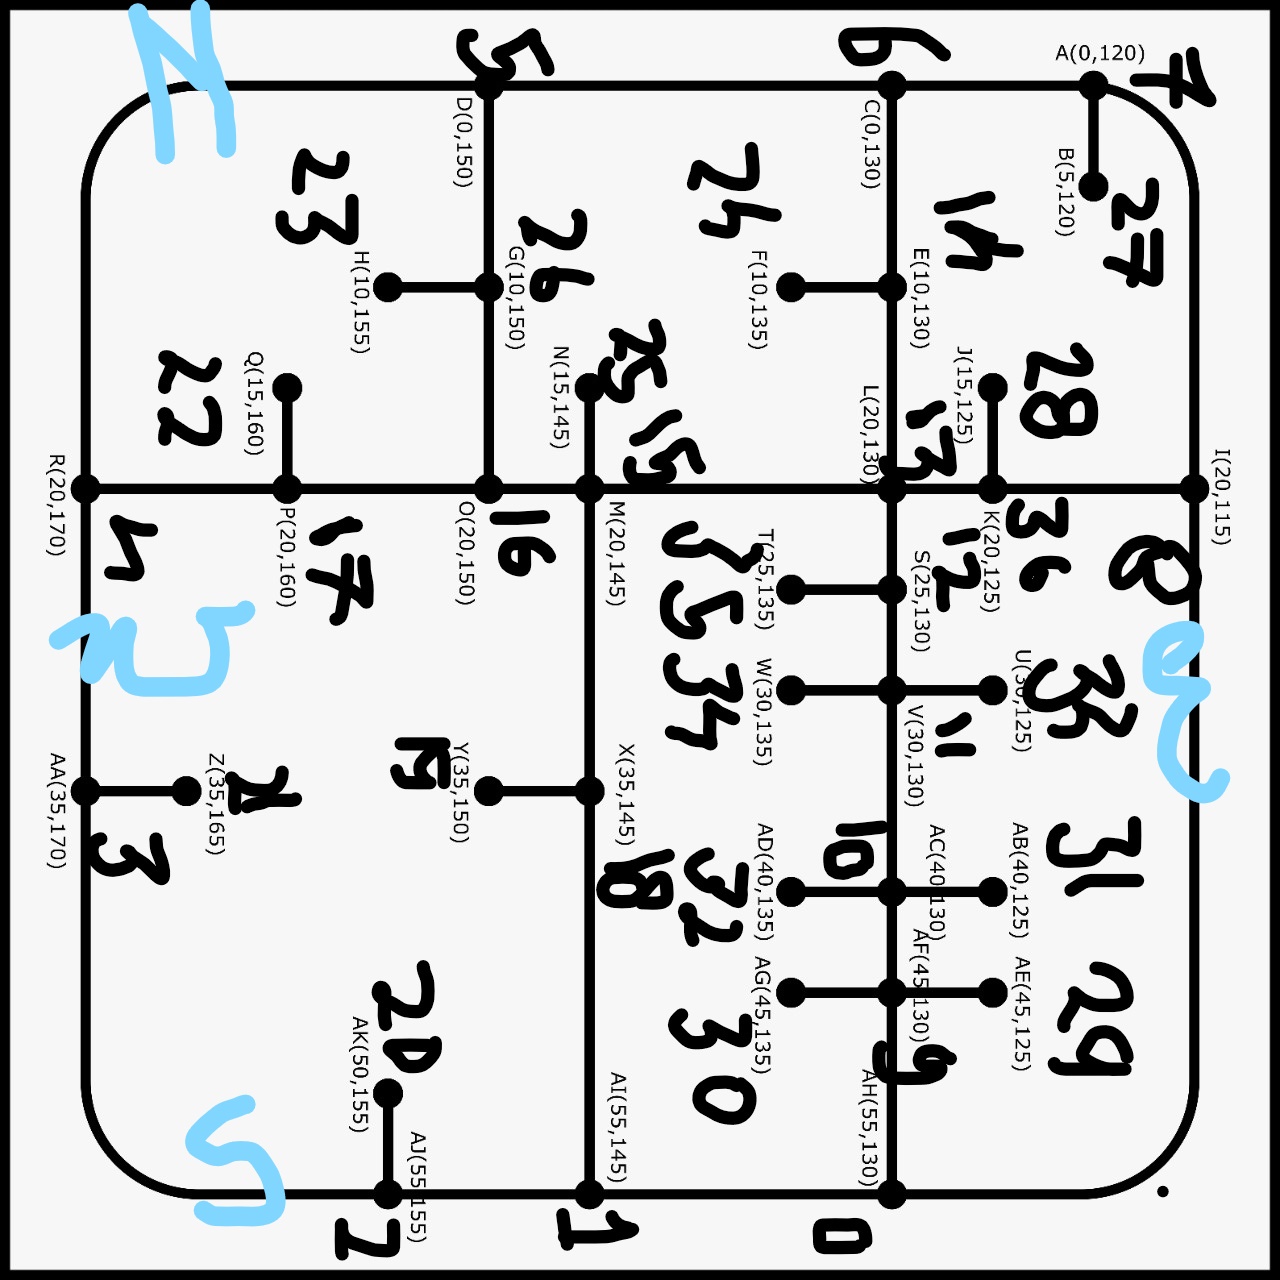 N
5
6
A(0,120)
7
D(0,150)
C(0,130)
B(5,120)
27
23
24
14
26
H(10,155)
G(10,150)
F(10,135)
E(10,130)
25
22
Q(15,160)
N(15,145)
J(15,125)
28
15
L(20,130)
13
R(20,170)
I(20,115)
4
P(20,160)
17
O(20,150)
16
M(20,145)
K(20,125)
36
8
35
T(25,135)
S(25,130)
12
34
W(30,135)
V(30,130)
11
U(30,125)
AA(35,170)
3
Z(35,165)
21
19
Y(35,150)
X(35,145)
18
10
32
AD(40,135)
AC(40,130)
AB(40,125)
31
30
AG(45,135)
AF(45,130)
AE(45,125)
29
9
20
AK(50,155)
S
AJ(55,155)
AI(55,145)
AH(55,130)
2
1
0